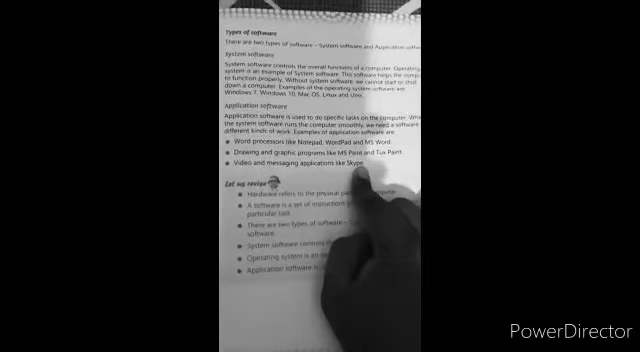 Types of software
There are two types of software – System software and Application softw
System software
System software controls the overall functions of a computer. Operating
system is an example of System software. This software helps the comp
to function properly. Without system software, we cannot start or shut
down a computer. Examples of the operating system software are
Windows 7, Windows 10, Mac OS, Linux and Unix.
Application software
Application software is used to do specific tasks on the computer. Whi
the system software runs the computer smoothly, we need a software
different kinds of work. Examples of application software are:
• Word processors like Notepad, WordPad and MS Word.
• Drawing and graphic programs like MS Paint and Tux Paint.
• Video and messaging applications like Skype.
Let us revise
• Hardware refers to the physical
• A software is a set of instructions
particular task.
• There are two types of software –
software.
• System software controls
• Operating system is an
• Application software is
PowerDirector